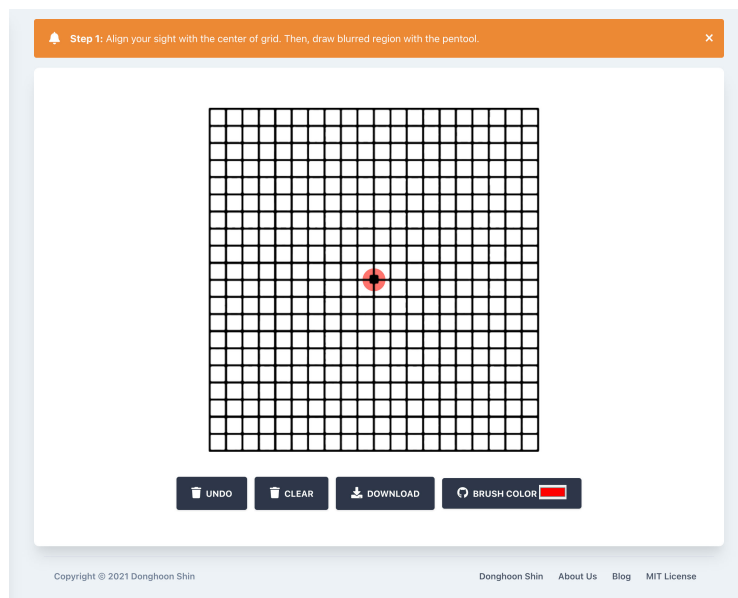 Step 1: Align your sight with the center of grid. Then, draw blurred region with the pentool.
UNDO
CLEAR
DOWNLOAD
BRUSH COLOR
Copyright © 2021 Donghoon Shin
Donghoon Shin
About Us
Blog
MIT License